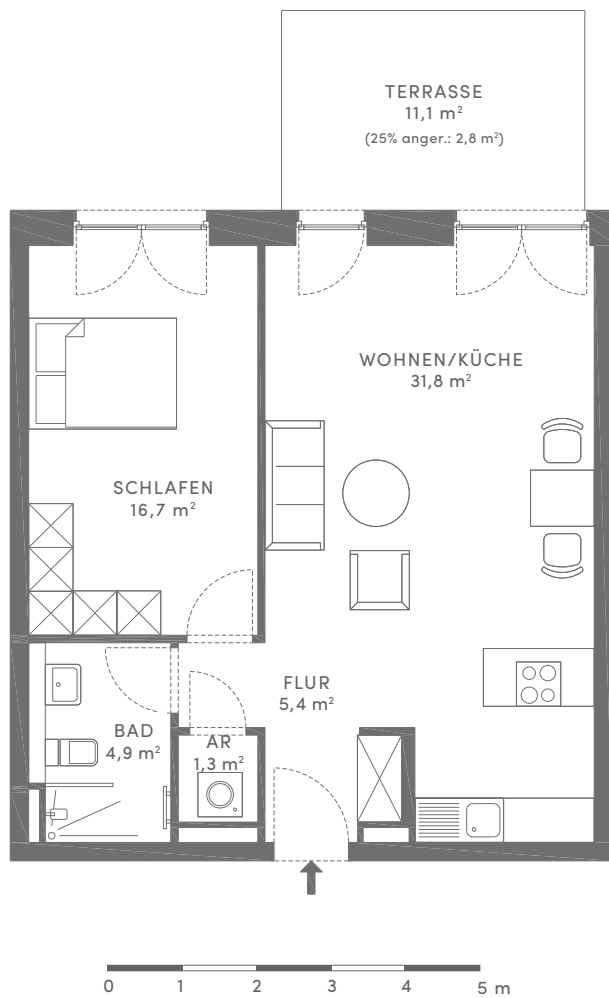 TERRASSE
11,1 m²
(25% anger.: 2,8 m²)
WOHNEN/KÜCHE
31,8 m²
SCHLAFEN
16,7 m²
FLUR
5,4 m²
BAD
4,9 m²
AR
1,3 m²
0 1 2 3 4 5 m